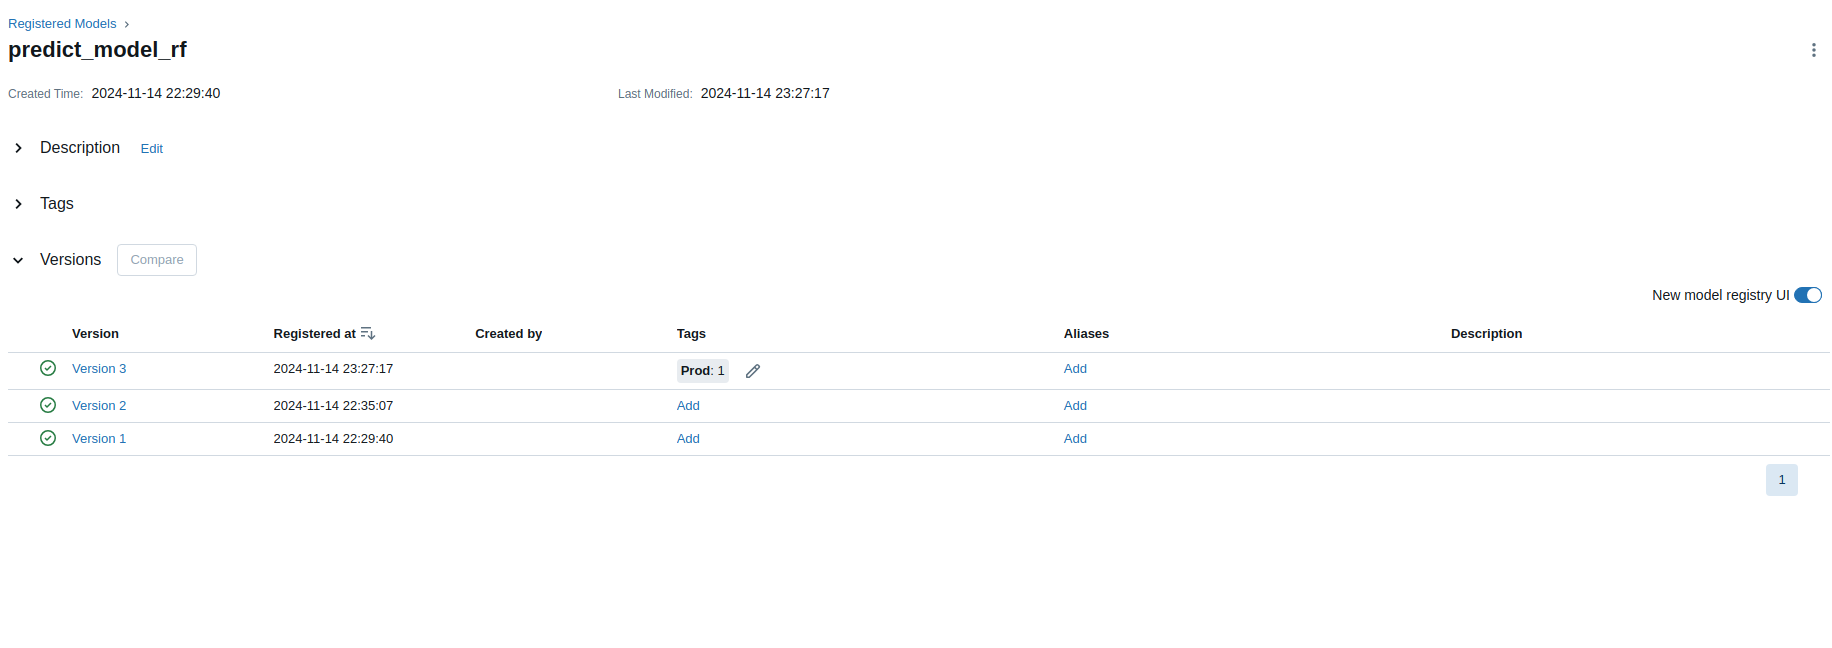 Registered Models
predict_model_rf
Created Time: 2024-11-14 22:29:40 Last Modified: 2024-11-14 23:27:17
Description Edit
Tags
Versions Compare
New model registry UI
Version Registered at Created by Tags Aliases Description
Version 3 2024-11-14 23:27:17 Prod: 1 Add
Version 2 2024-11-14 22:35:07 Add Add
Version 1 2024-11-14 22:29:40 Add Add
1